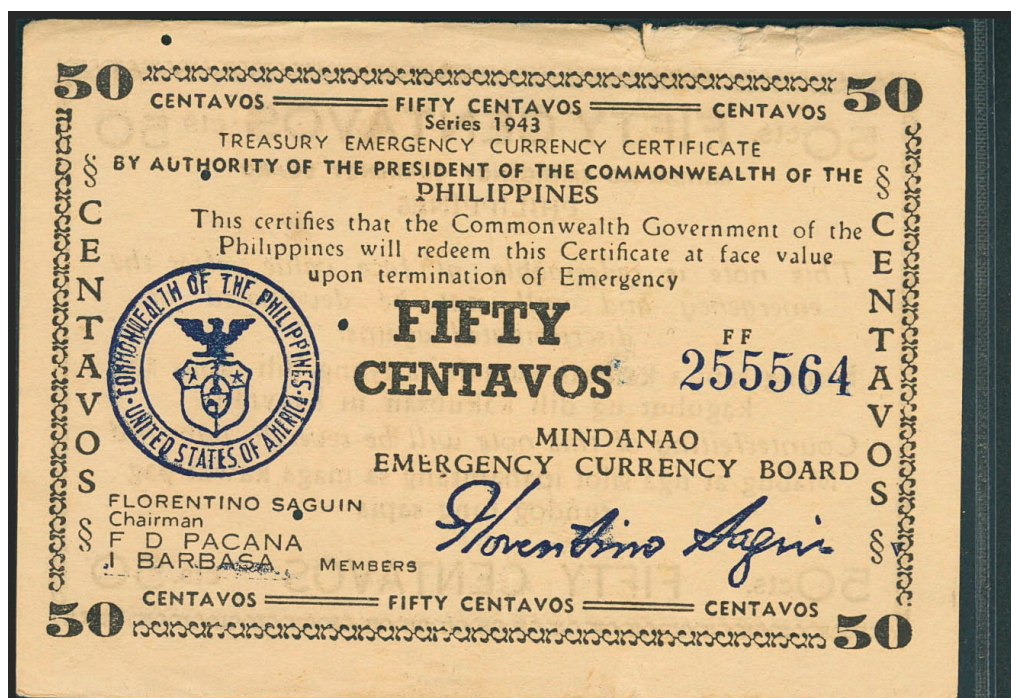 50 50
CENTAVOS FIFTY CENTAVOS CENTAVOS
Series 1943
TREASURY EMERGENCY CURRENCY CERTIFICATE
BY AUTHORITY OF THE PRESIDENT OF THE COMMONWEALTH OF THE
PHILIPPINES
This certifies that the Commonwealth Government of the
Philippines will redeem this Certificate at face value
upon termination of Emergency
§ CENTAVOS §
§ CENTAVOS §
COMMONWEALTH OF THE PHILIPPINES
UNITED STATES OF AMERICA
FIFTY
CENTAVOS
FF
255564
MINDANAO
EMERGENCY CURRENCY BOARD
FLORENTINO SAGUIN
Chairman
F D PACANA
J BARBASA, MEMBERS
Florentino Saguin
CENTAVOS FIFTY CENTAVOS CENTAVOS
50 50